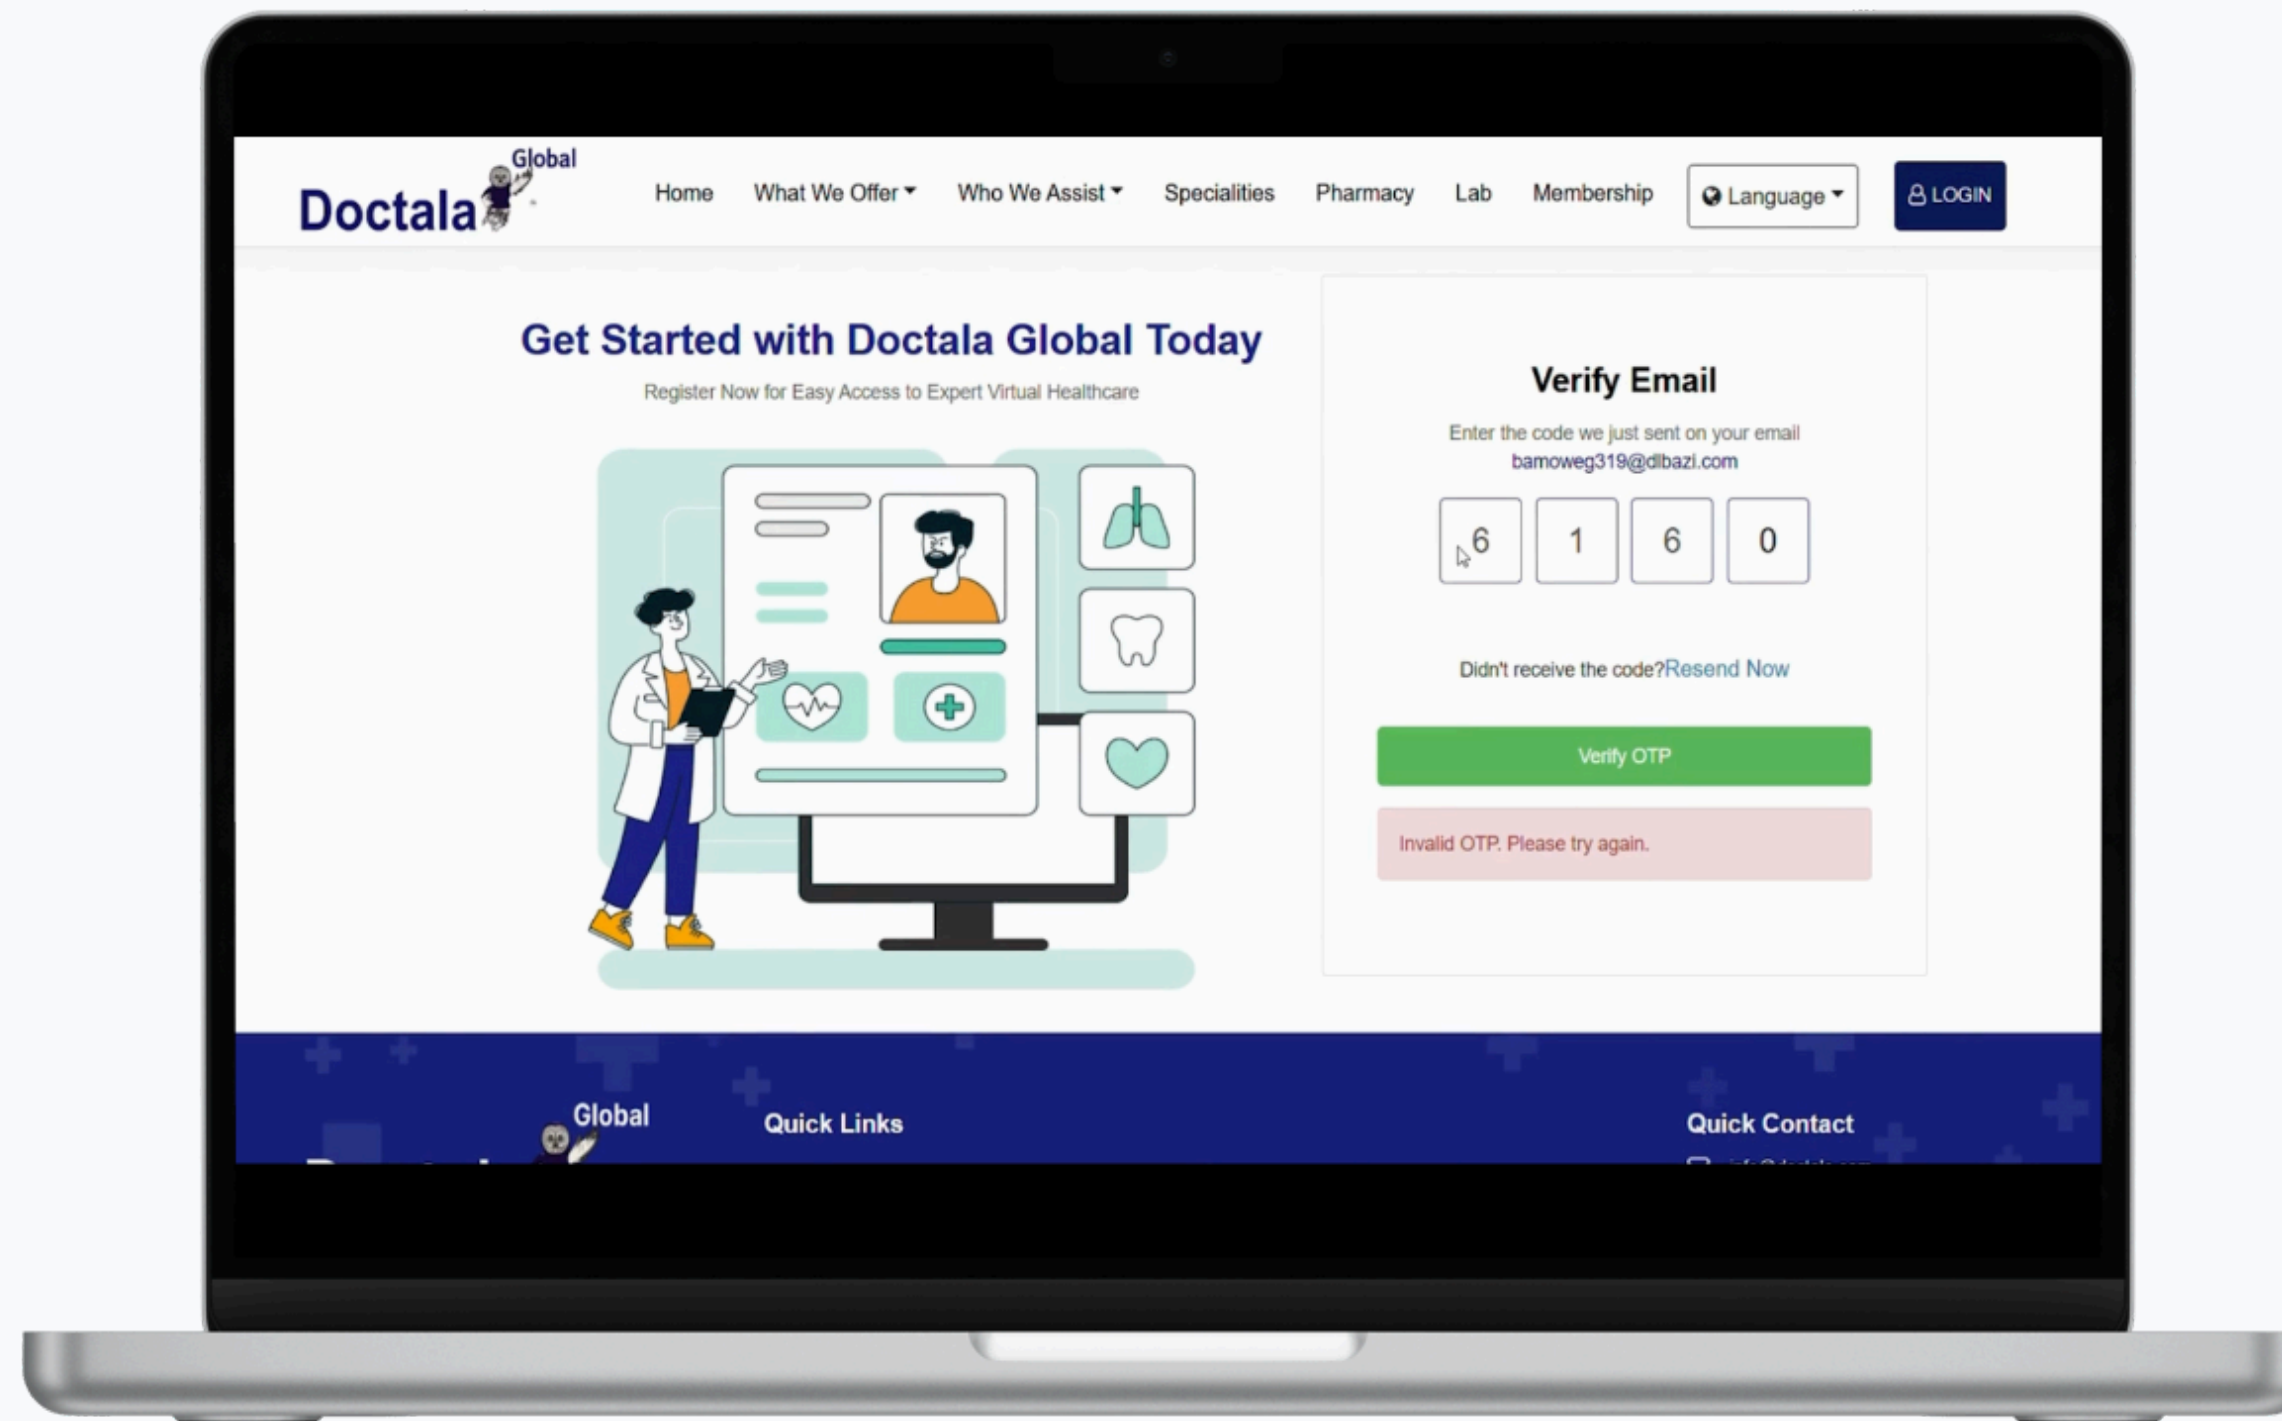 Global
Doctala
Home What We Offer Who We Assist Specialities Pharmacy Lab Membership Language LOGIN
Get Started with Doctala Global Today
Register Now for Easy Access to Expert Virtual Healthcare
Verify Email
Enter the code we just sent on your email
bamoweg319@dlbazi.com
6 1 6 0
Didn't receive the code?Resend Now
Verify OTP
Invalid OTP. Please try again.
Global
Quick Links
Quick Contact